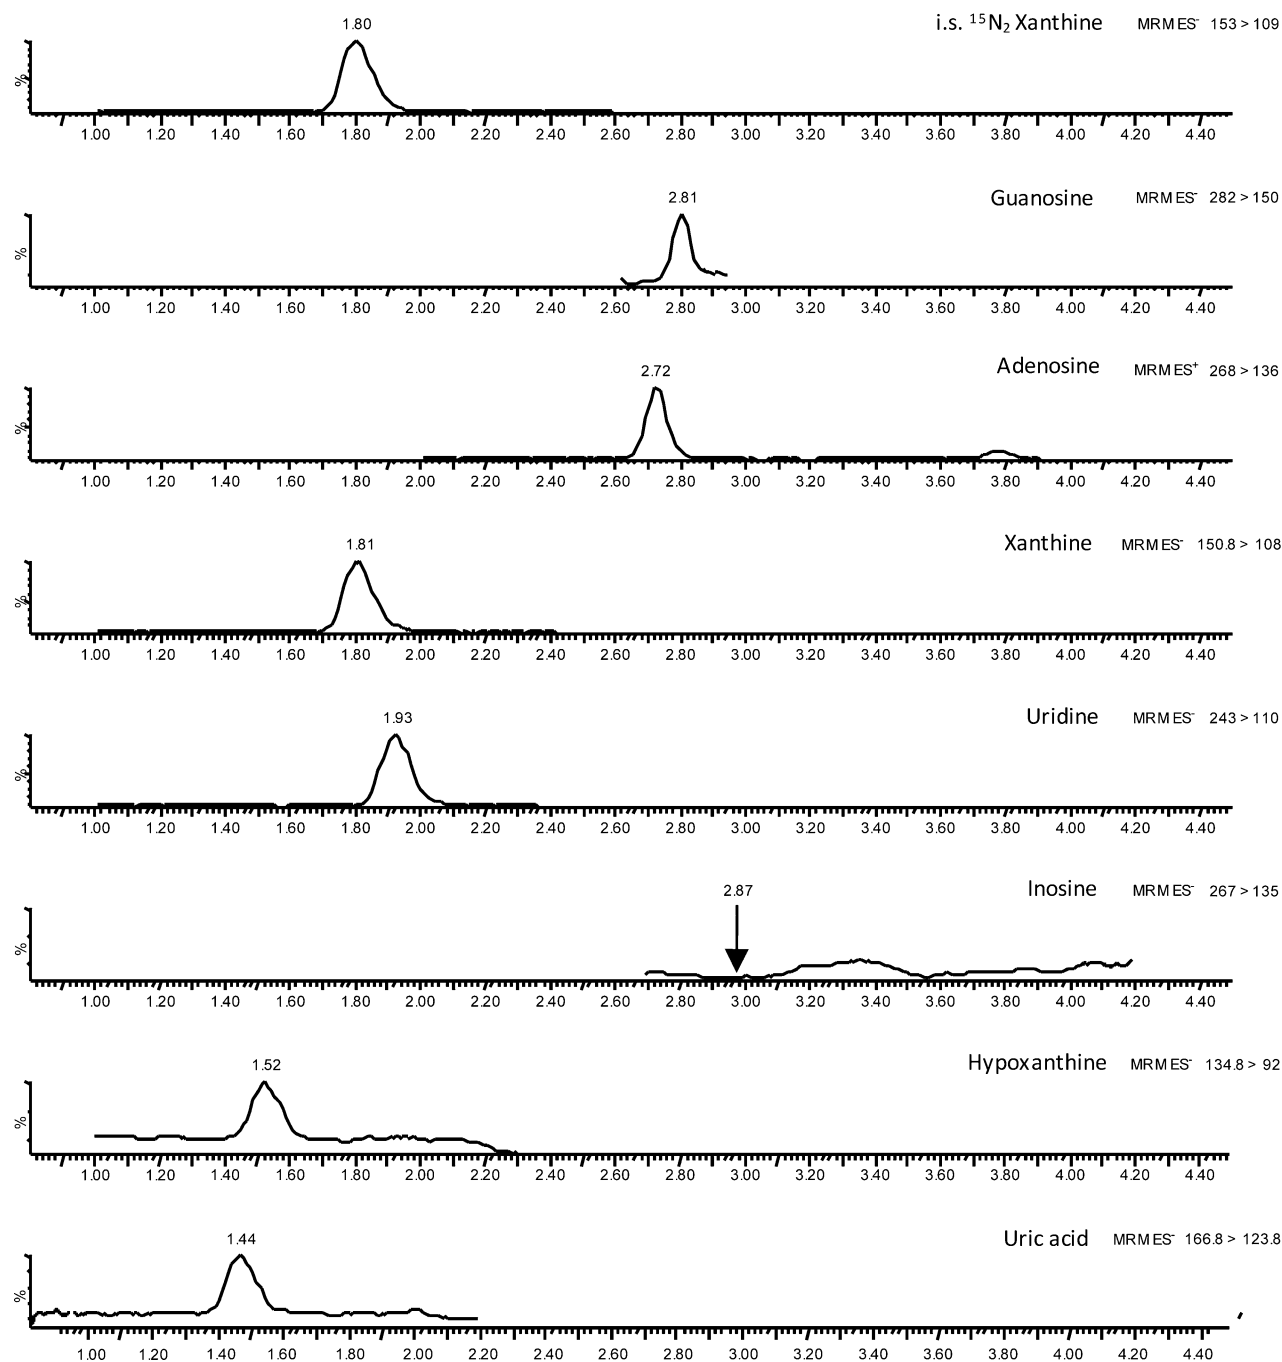 i.s. ¹⁵N₂ Xanthine MRM ES⁻ 153 > 109
1.80
%
1.00 1.20 1.40 1.60 1.80 2.00 2.20 2.40 2.60 2.80 3.00 3.20 3.40 3.60 3.80 4.00 4.20 4.40
Guanosine MRM ES⁻ 282 > 150
2.81
%
1.00 1.20 1.40 1.60 1.80 2.00 2.20 2.40 2.60 2.80 3.00 3.20 3.40 3.60 3.80 4.00 4.20 4.40
Adenosine MRM ES⁺ 268 > 136
2.72
%
1.00 1.20 1.40 1.60 1.80 2.00 2.20 2.40 2.60 2.80 3.00 3.20 3.40 3.60 3.80 4.00 4.20 4.40
Xanthine MRM ES⁻ 150.8 > 108
1.81
%
1.00 1.20 1.40 1.60 1.80 2.00 2.20 2.40 2.60 2.80 3.00 3.20 3.40 3.60 3.80 4.00 4.20 4.40
Uridine MRM ES⁻ 243 > 110
1.93
%
1.00 1.20 1.40 1.60 1.80 2.00 2.20 2.40 2.60 2.80 3.00 3.20 3.40 3.60 3.80 4.00 4.20 4.40
Inosine MRM ES⁻ 267 > 135
2.87
%
1.00 1.20 1.40 1.60 1.80 2.00 2.20 2.40 2.60 2.80 3.00 3.20 3.40 3.60 3.80 4.00 4.20 4.40
Hypoxanthine MRM ES⁻ 134.8 > 92
1.52
%
1.00 1.20 1.40 1.60 1.80 2.00 2.20 2.40 2.60 2.80 3.00 3.20 3.40 3.60 3.80 4.00 4.20 4.40
Uric acid MRM ES⁻ 166.8 > 123.8
1.44
%
1.00 1.20 1.40 1.60 1.80 2.00 2.20 2.40 2.60 2.80 3.00 3.20 3.40 3.60 3.80 4.00 4.20 4.40